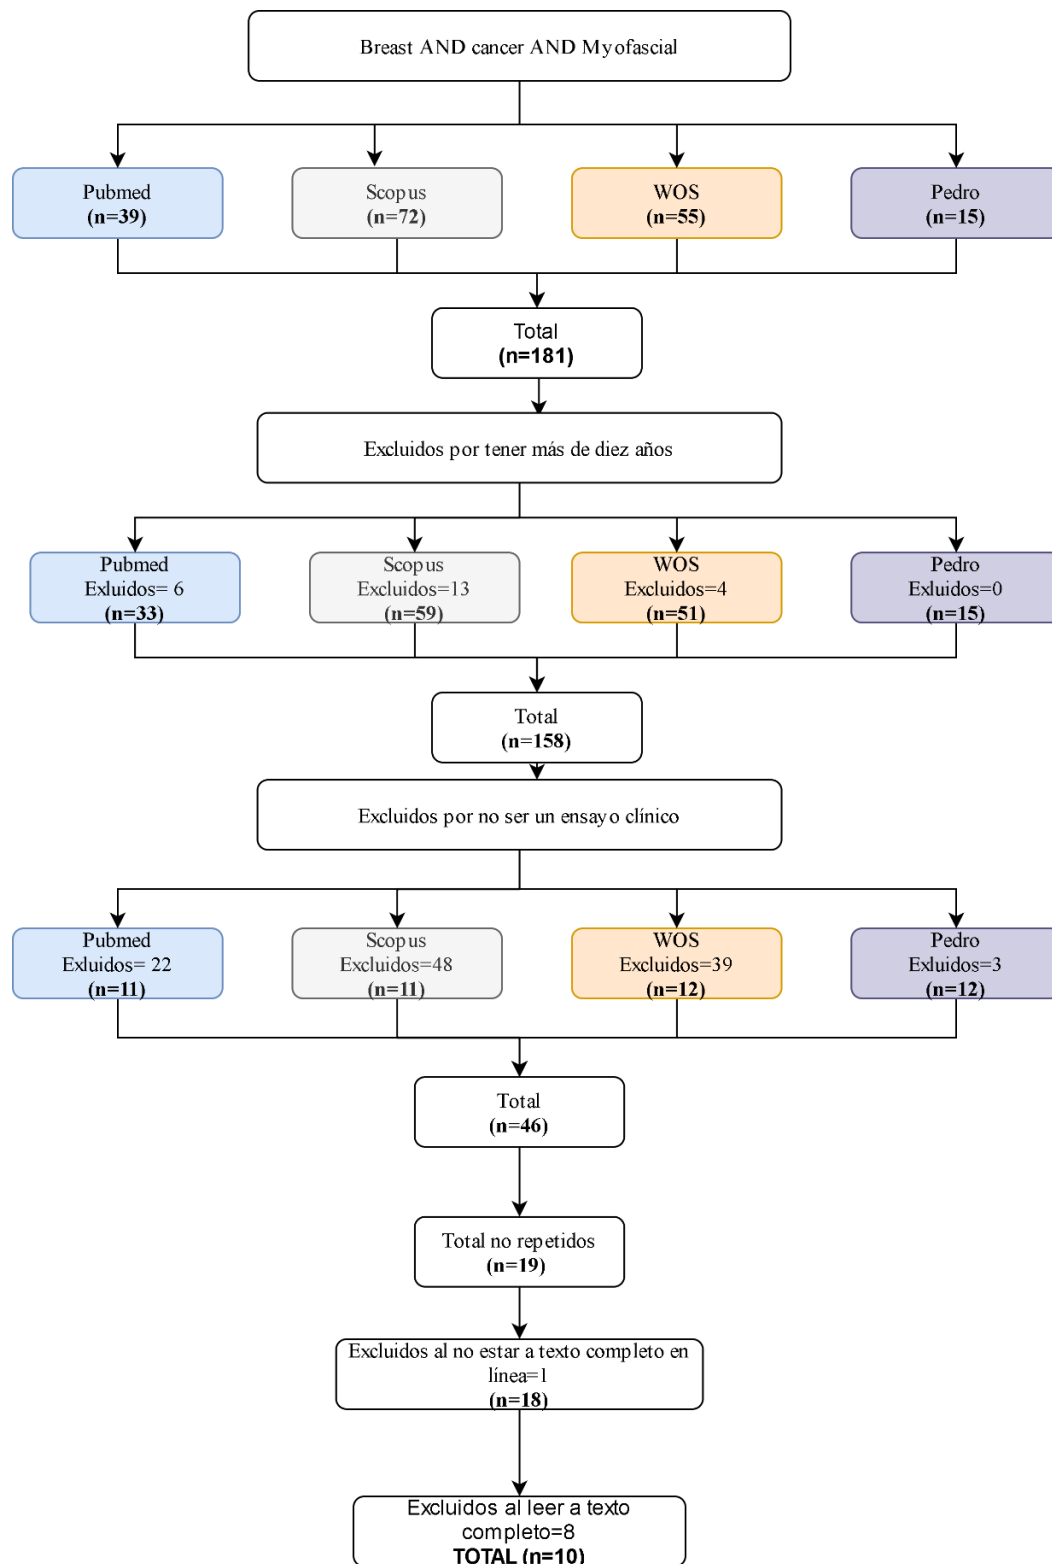 Breast AND cancer AND Myofascial
Pubmed
(n=39)
Scopus
(n=72)
WOS
(n=55)
Pedro
(n=15)
Total
(n=181)
Excluidos por tener más de diez años
Pubmed
Exluidos= 6
(n=33)
Scopus
Excluidos=13
(n=59)
WOS
Excluidos=4
(n=51)
Pedro
Exluidos=0
(n=15)
Total
(n=158)
Excluidos por no ser un ensayo clínico
Pubmed
Exluidos= 22
(n=11)
Scopus
Excluidos=48
(n=11)
WOS
Excluidos=39
(n=12)
Pedro
Exluidos=3
(n=12)
Total
(n=46)
Total no repetidos
(n=19)
Excluidos al no estar a texto completo en
línea=1
(n=18)
Excluidos al leer a texto
completo=8
TOTAL (n=10)